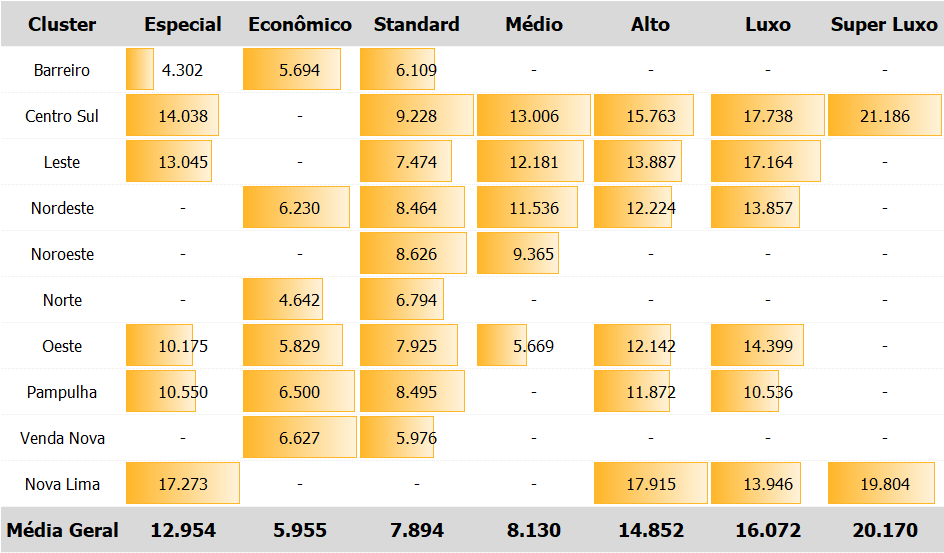 Cluster Especial Econômico Standard Médio Alto Luxo Super Luxo
Barreiro 4.302 5.694 6.109 - - - -
Centro Sul 14.038 - 9.228 13.006 15.763 17.738 21.186
Leste 13.045 - 7.474 12.181 13.887 17.164 -
Nordeste - 6.230 8.464 11.536 12.224 13.857 -
Noroeste - - 8.626 9.365 - - -
Norte - 4.642 6.794 - - - -
Oeste 10.175 5.829 7.925 5.669 12.142 14.399 -
Pampulha 10.550 6.500 8.495 - 11.872 10.536 -
Venda Nova - 6.627 5.976 - - - -
Nova Lima 17.273 - - - 17.915 13.946 19.804
Média Geral 12.954 5.955 7.894 8.130 14.852 16.072 20.170